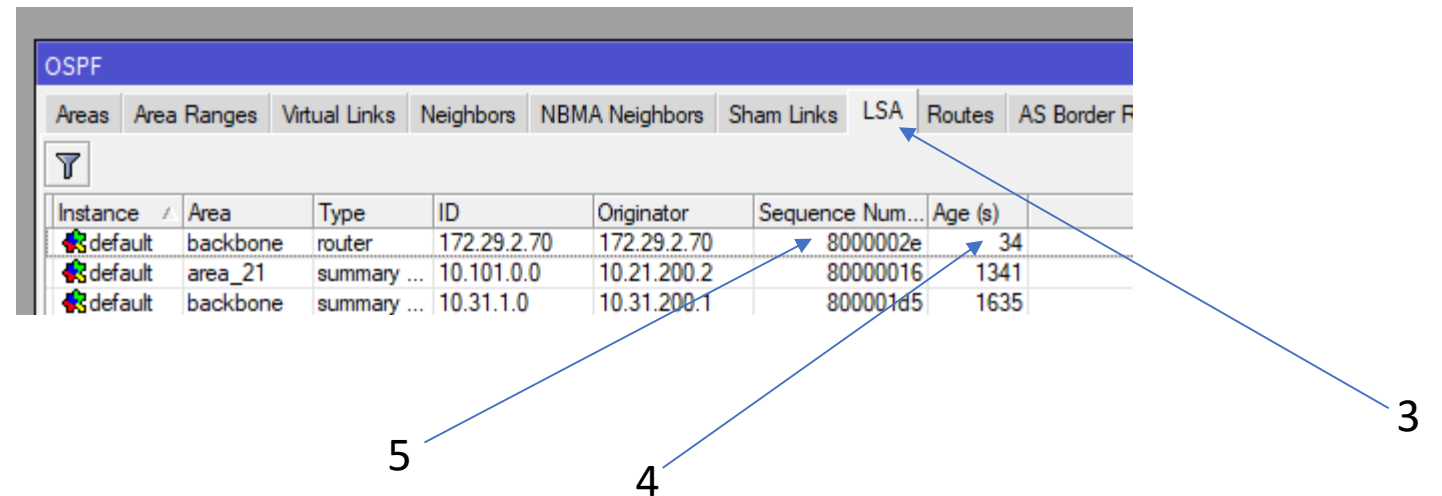 OSPF
Areas Area Ranges Virtual Links Neighbors NBMA Neighbors Sham Links LSA Routes AS Border R
Instance Area Type ID Originator Sequence Num... Age (s)
default backbone router 172.29.2.70 172.29.2.70 8000002e 34
default area_21 summary ... 10.101.0.0 10.21.200.2 80000016 1341
default backbone summary ... 10.31.1.0 10.31.200.1 800001d5 1635
3
5
4